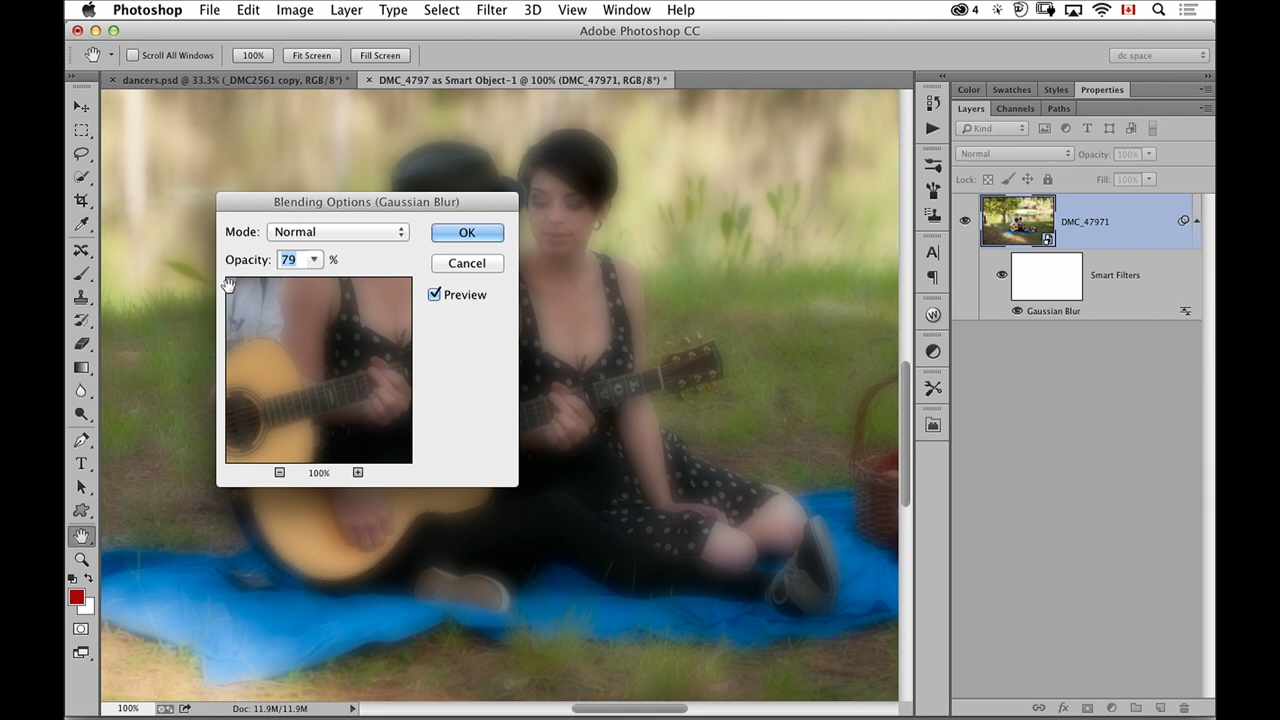 Photoshop File Edit Image Layer Type Select Filter 3D View Window Help 4
Adobe Photoshop CC
Scroll All Windows 100% Fit Screen Fill Screen dc space
× dancers.psd @ 33.3% (_DMC2561 copy, RGB/8*) * × DMC_4797 as Smart Object-1 @ 100% (DMC_47971, RGB/8*) *
Color Swatches Styles Properties
Layers Channels Paths
Kind
Normal Opacity: 100%
Lock: Fill: 100%
DMC_47971
Smart Filters
Gaussian Blur
Blending Options (Gaussian Blur)
Mode: Normal OK
Opacity: 79 % Cancel
Preview
100%
100% Doc: 11.9M/11.9M